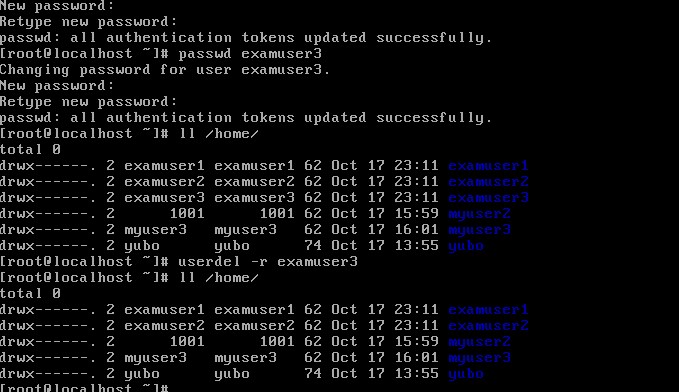 New password:
Retype new password:
passwd: all authentication tokens updated successfully.
[root@localhost ~]# passwd examuser3
Changing password for user examuser3.
New password:
Retype new password:
passwd: all authentication tokens updated successfully.
[root@localhost ~]# ll /home/
total 0
drwx------. 2 examuser1 examuser1 62 Oct 17 23:11 examuser1
drwx------. 2 examuser2 examuser2 62 Oct 17 23:11 examuser2
drwx------. 2 examuser3 examuser3 62 Oct 17 23:11 examuser3
drwx------. 2      1001      1001 62 Oct 17 15:59 myuser2
drwx------. 2 myuser3   myuser3   62 Oct 17 16:01 myuser3
drwx------. 2 yubo      yubo      74 Oct 17 13:55 yubo
[root@localhost ~]# userdel -r examuser3
[root@localhost ~]# ll /home/
total 0
drwx------. 2 examuser1 examuser1 62 Oct 17 23:11 examuser1
drwx------. 2 examuser2 examuser2 62 Oct 17 23:11 examuser2
drwx------. 2      1001      1001 62 Oct 17 15:59 myuser2
drwx------. 2 myuser3   myuser3   62 Oct 17 16:01 myuser3
drwx------. 2 yubo      yubo      74 Oct 17 13:55 yubo
[root@localhost ~]#